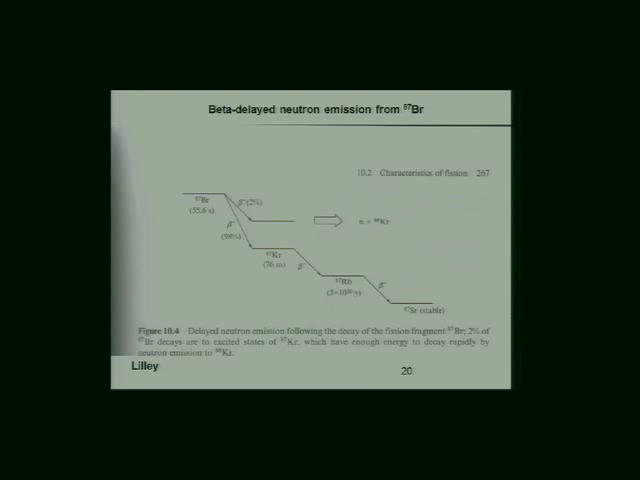 Beta-delayed neutron emission from ⁸⁷Br
10.2 Characteristics of fission 267
⁸⁷Br
(55.6 s)
β⁻(2%)
β⁻
(98%)
n + ⁸⁶Kr
⁸⁷Kr
(76 m)
β⁻
⁸⁷Rb
(5×10¹⁰ y)
β⁻
⁸⁷Sr (stable)
Figure 10.4 Delayed neutron emission following the decay of the fission fragment ⁸⁷Br; 2% of
⁸⁷Br decays are to excited states of ⁸⁷Kr, which have enough energy to decay rapidly by
neutron emission to ⁸⁶Kr.
Lilley
20